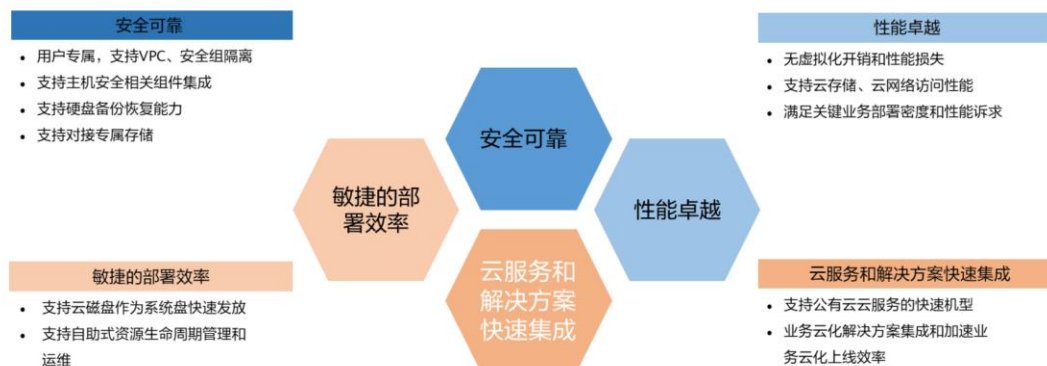 安全可靠
• 用户专属，支持VPC、安全组隔离
• 支持主机安全相关组件集成
• 支持硬盘备份恢复能力
• 支持对接专属存储
性能卓越
• 无虚拟化开销和性能损失
• 支持云存储、云网络访问性能
• 满足关键业务部署密度和性能诉求
安全可靠
敏捷的部
署效率
性能卓越
云服务和
解决方案
快速集成
敏捷的部署效率
• 支持云磁盘作为系统盘快速发放
• 支持自助式资源生命周期管理和
运维
云服务和解决方案快速集成
• 支持公有云云服务的快速机型
• 业务云化解决方案集成和加速业
务云化上线效率